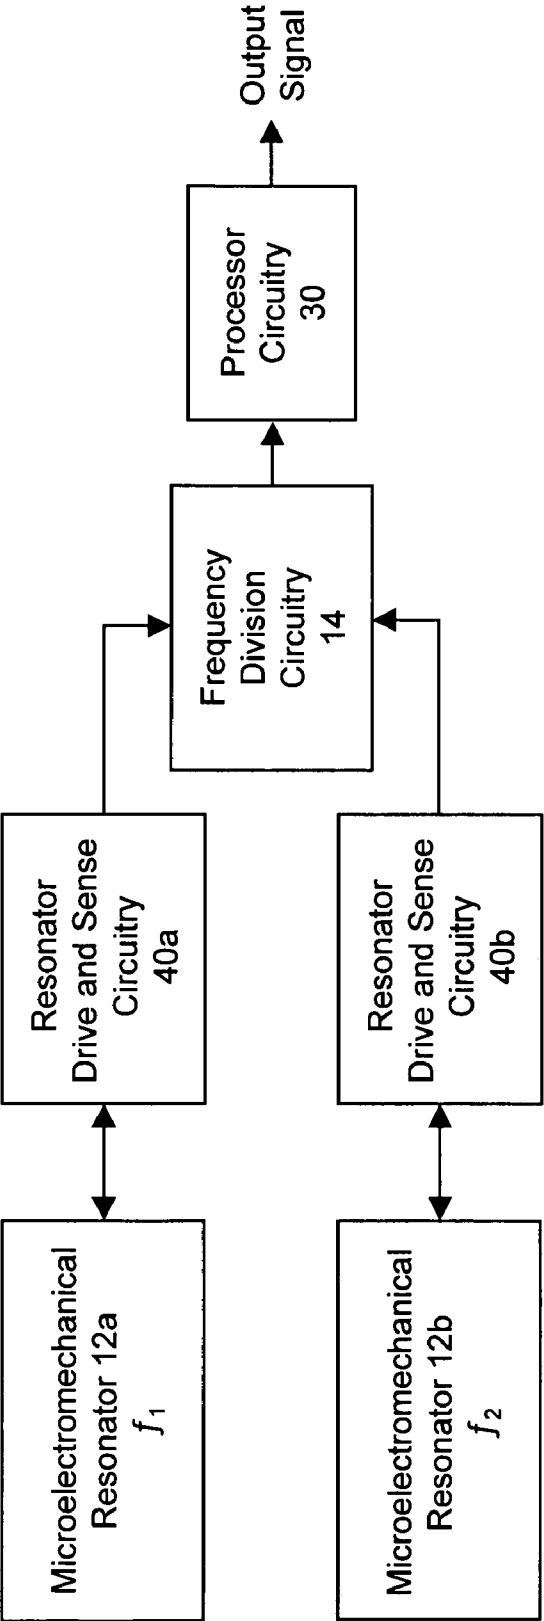 Microelectromechanical
Resonator 12a
f1
Resonator
Drive and Sense
Circuitry
40a
Microelectromechanical
Resonator 12b
f2
Resonator
Drive and Sense
Circuitry
40b
Frequency
Division
Circuitry
14
Processor
Circuitry
30
Output
Signal